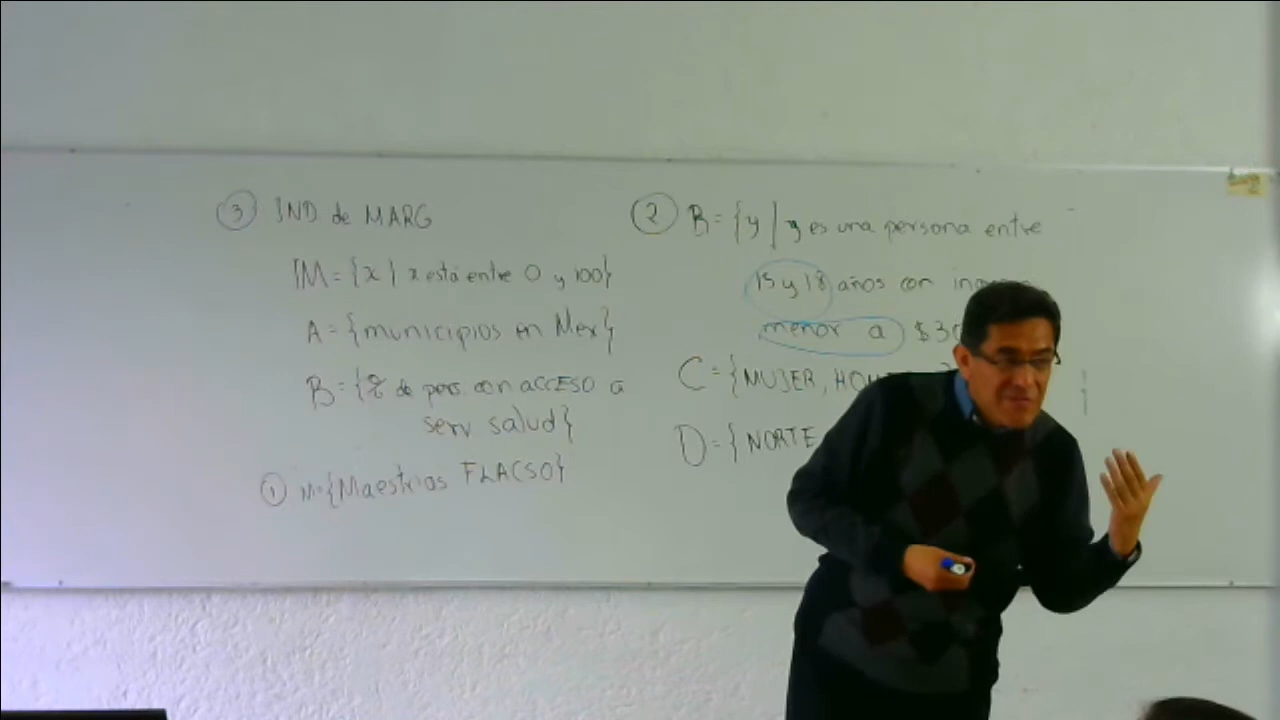 ③ IND de MARG
IM = {x | x está entre 0 y 100}
A = {municipios en Mex}
B = {% de pers. con ACCESO a
serv salud}
① M={Maestrias FLACSO}
② B = {y | y es una persona entre
15 y 18 años con
menor a $30
C = {MUJER,
D = {NORTE